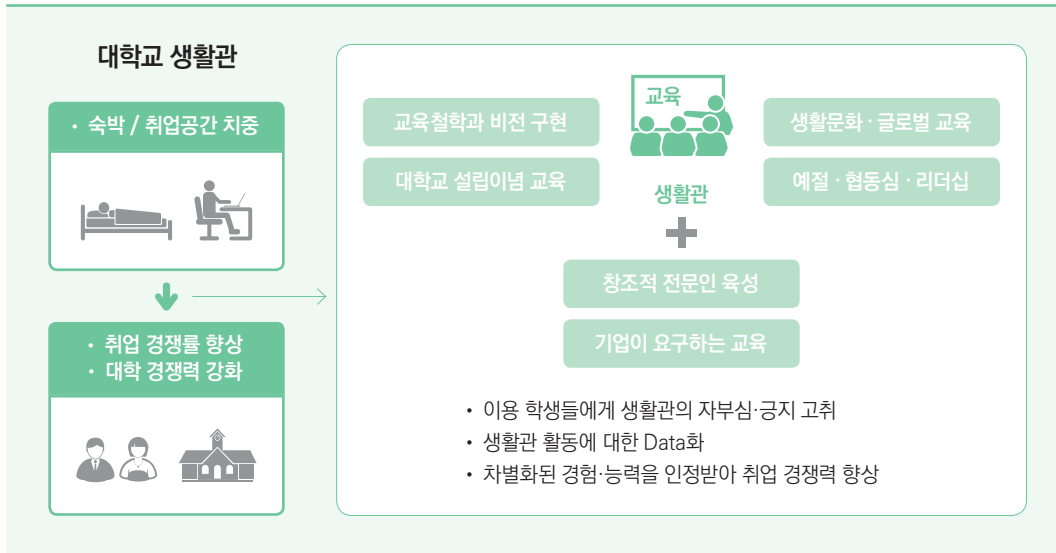 대학교 생활관
• 숙박 / 취업공간 치중
• 취업 경쟁률 향상
• 대학 경쟁력 강화
교육
교육철학과 비전 구현
대학교 설립이념 교육
생활문화 · 글로벌 교육
예절 · 협동심 · 리더십
생활관
창조적 전문인 육성
기업이 요구하는 교육
• 이용 학생들에게 생활관의 자부심·긍지 고취
• 생활관 활동에 대한 Data화
• 차별화된 경험·능력을 인정받아 취업 경쟁력 향상